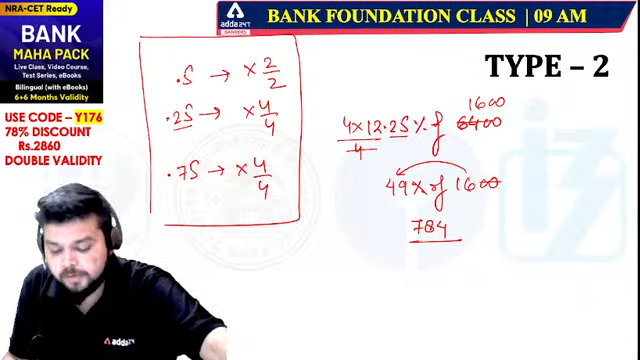 NRA-CET Ready
BANK
MAHA PACK
Live Class, Video Course,
Test Series, eBooks
Bilingual (with eBooks)
6+6 Months Validity
USE CODE – Y176
78% DISCOUNT
Rs.2860
DOUBLE VALIDITY
adda247
BANKERS
BANK FOUNDATION CLASS | 09 AM
TYPE – 2
.5 → × 2/2
.25 → × 4/4
.75 → × 4/4
1600
4×12.25% of 6400
4
49% of 1600
784
adda247